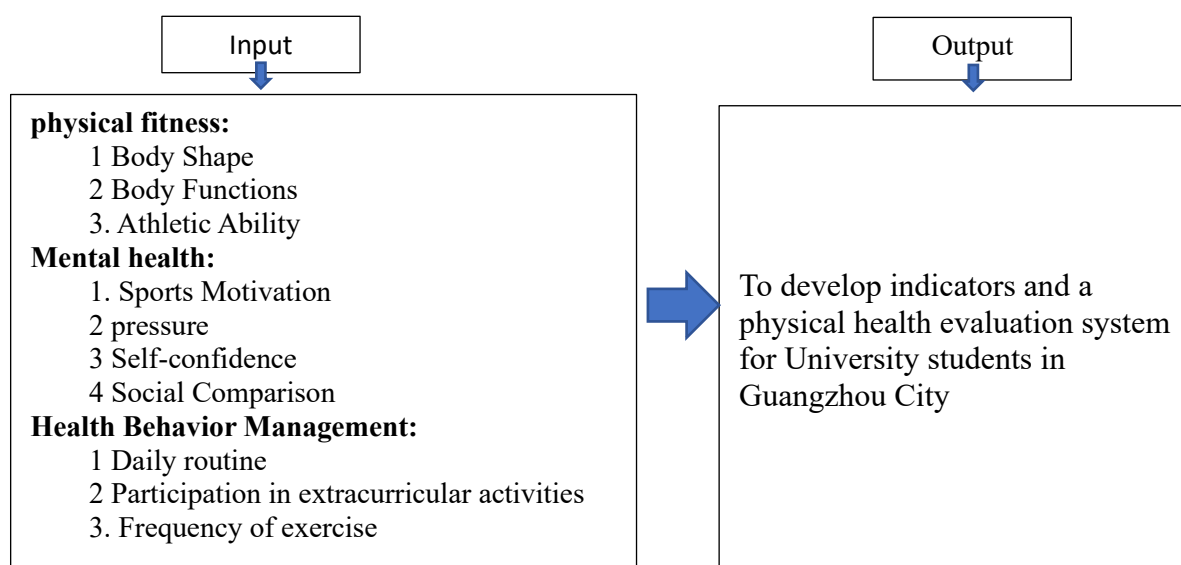 Input
physical fitness:
1 Body Shape
2 Body Functions
3. Athletic Ability
Mental health:
1. Sports Motivation
2 pressure
3 Self-confidence
4 Social Comparison
Health Behavior Management:
1 Daily routine
2 Participation in extracurricular activities
3. Frequency of exercise
Output
To develop indicators and a
physical health evaluation system
for University students in
Guangzhou City